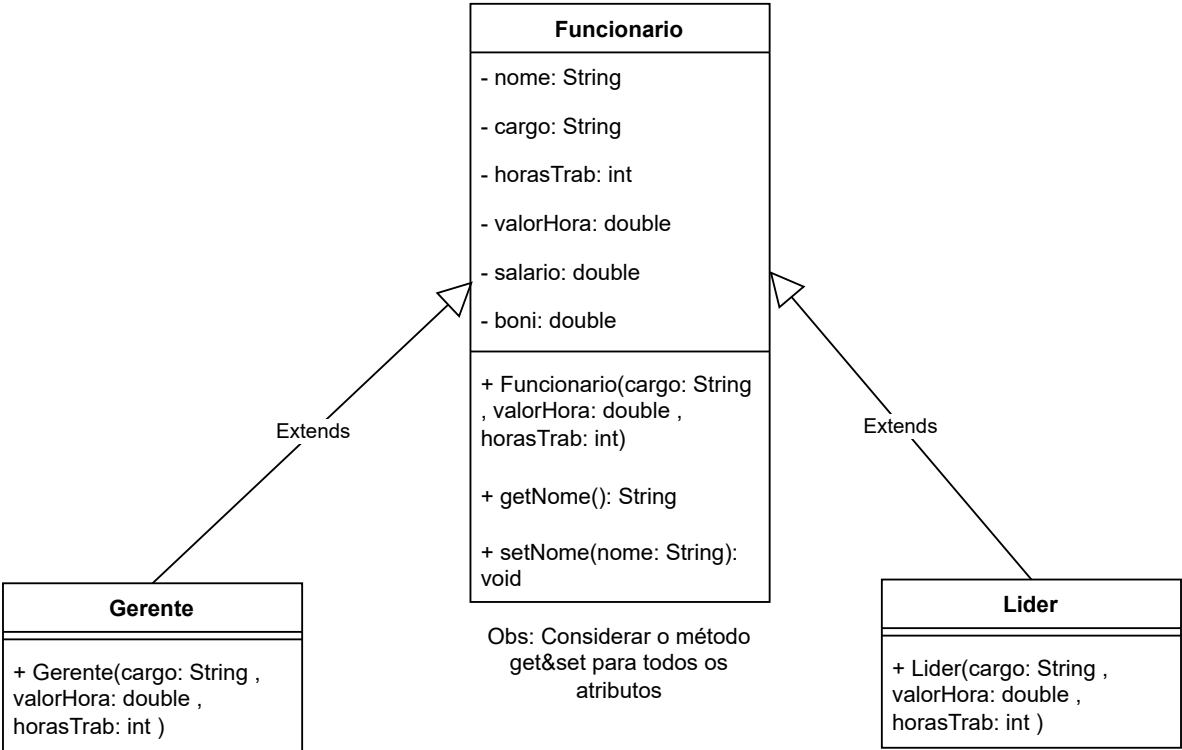 Funcionario
- nome: String
- cargo: String
- horasTrab: int
- valorHora: double
- salario: double
- boni: double
+ Funcionario(cargo: String
, valorHora: double ,
horasTrab: int)
+ getNome(): String
+ setNome(nome: String):
void
Obs: Considerar o método
get&set para todos os
atributos
Extends
Extends
Gerente
+ Gerente(cargo: String ,
valorHora: double ,
horasTrab: int )
Lider
+ Lider(cargo: String ,
valorHora: double ,
horasTrab: int )